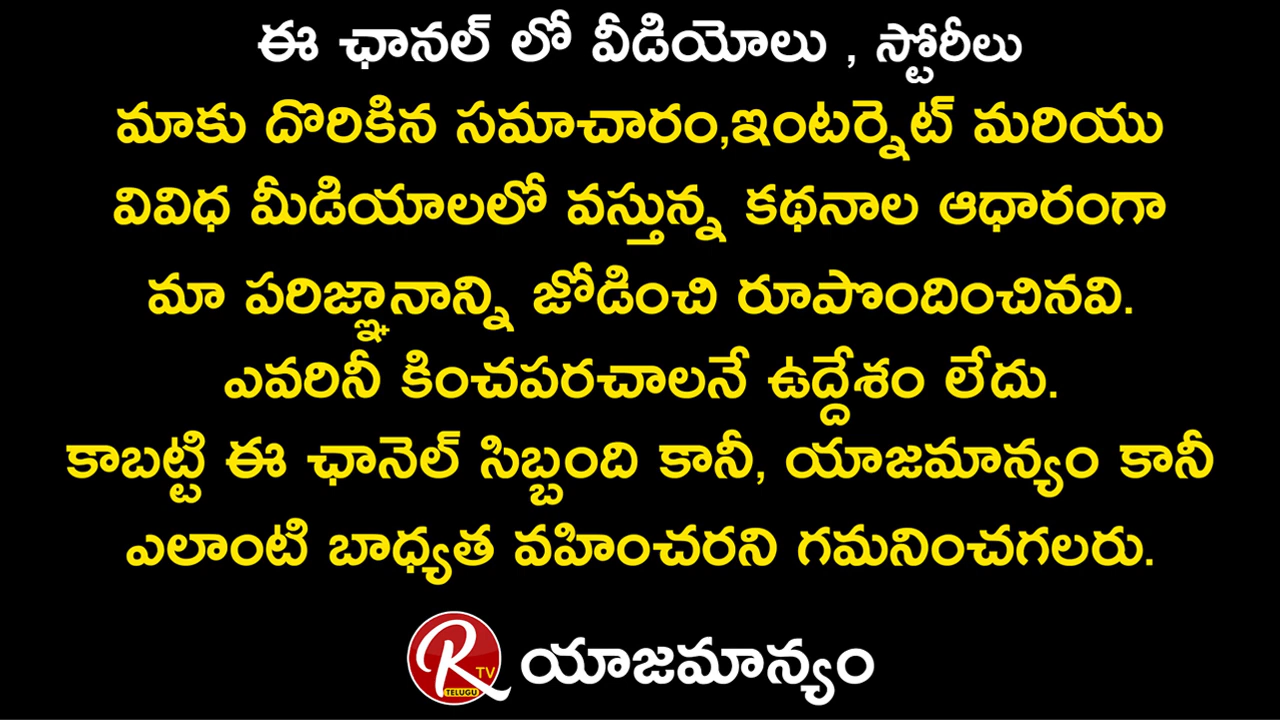 ఈ ఛానల్ లో వీడియోలు , స్టోరీలు
మాకు దొరికిన సమాచారం,ఇంటర్నెట్ మరియు
వివిధ మీడియాలలో వస్తున్న కథనాల ఆధారంగా
మా పరిజ్ఞానాన్ని జోడించి రూపొందించినవి.
ఎవరినీ కించపరచాలనే ఉద్దేశం లేదు.
కాబట్టి ఈ ఛానెల్ సిబ్బంది కానీ, యాజమాన్యం కానీ
ఎలాంటి బాధ్యత వహించరని గమనించగలరు.
R TV TELUGU యాజమాన్యం